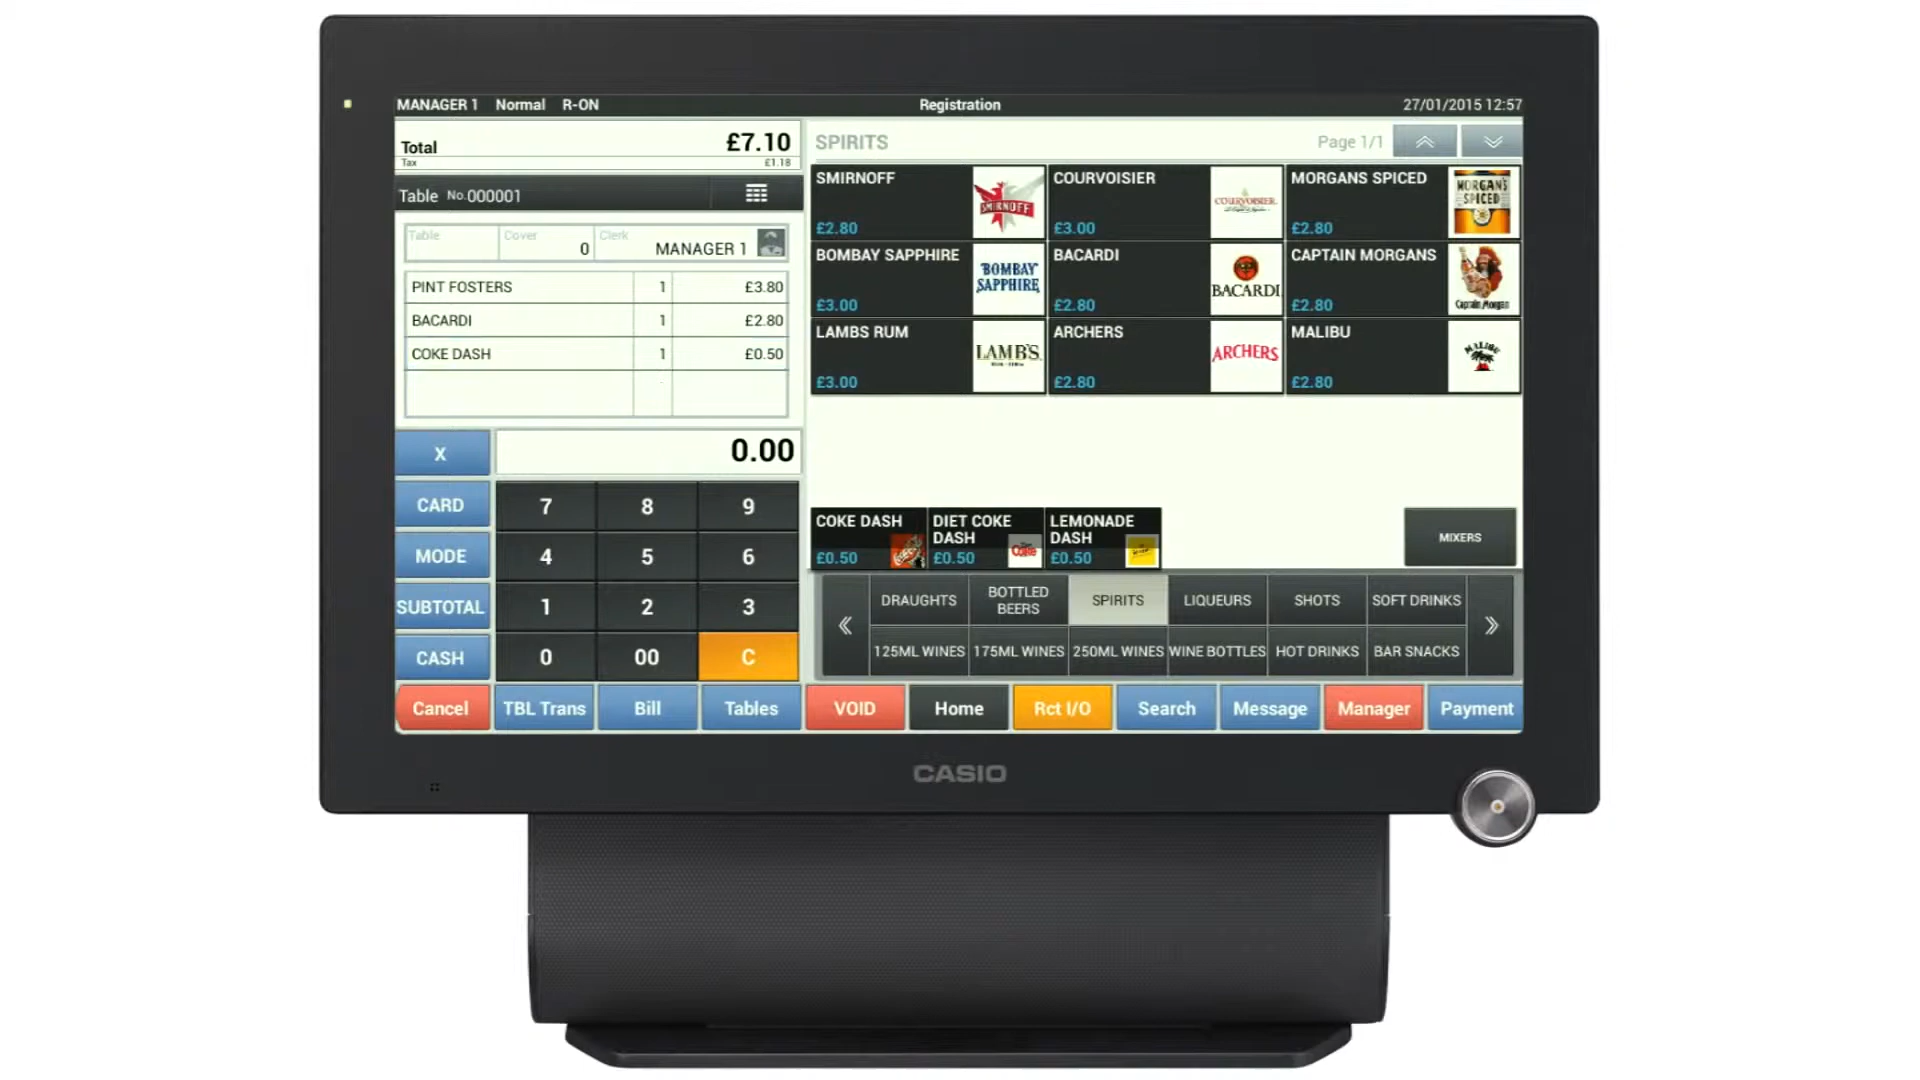 MANAGER 1 Normal R-ON Registration 27/01/2015 12:57
Total £7.10
Tax £1.18
Table No.000001
Table Cover 0 Clerk MANAGER 1
PINT FOSTERS 1 £3.80
BACARDI 1 £2.80
COKE DASH 1 £0.50
X 0.00
CARD 7 8 9
MODE 4 5 6
SUBTOTAL 1 2 3
CASH 0 00 C
SPIRITS Page 1/1
SMIRNOFF
£2.80
SMIRNOFF
COURVOISIER
£3.00
COURVOISIER
MORGANS SPICED
£2.80
MORGAN'S
SPICED
BOMBAY SAPPHIRE
£3.00
BOMBAY
SAPPHIRE
BACARDI
£2.80
BACARDI
CAPTAIN MORGANS
£2.80
Captain Morgan
LAMBS RUM
£3.00
LAMB'S
ARCHERS
£2.80
ARCHERS
MALIBU
£2.80
MALIBU
COKE DASH
£0.50
DIET COKE
DASH
£0.50
Coke
LEMONADE
DASH
£0.50
MIXERS
DRAUGHTS BOTTLED
BEERS SPIRITS LIQUEURS SHOTS SOFT DRINKS
125ML WINES 175ML WINES 250ML WINES WINE BOTTLES HOT DRINKS BAR SNACKS
Cancel TBL Trans Bill Tables VOID Home Rct I/O Search Message Manager Payment
CASIO